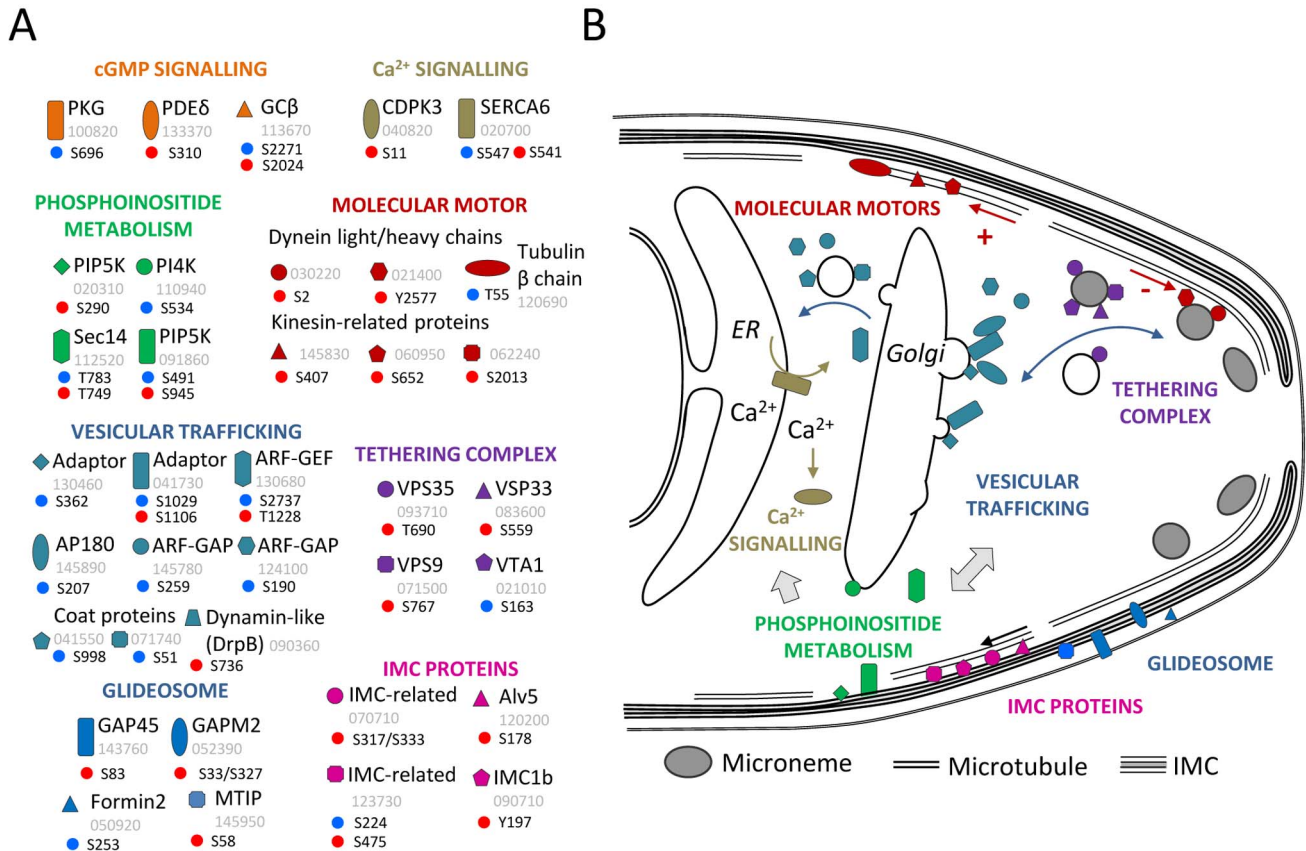 A
cGMP SIGNALLING
PKG
100820
S696
PDEδ
133370
S310
GCβ
113670
S2271
S2024
Ca²⁺ SIGNALLING
CDPK3
040820
S11
SERCA6
020700
S547 S541
PHOSPHOINOSITIDE
METABOLISM
PIP5K
020310
S290
PI4K
110940
S534
Sec14
112520
T783
T749
PIP5K
091860
S491
S945
MOLECULAR MOTOR
Dynein light/heavy chains
030220
S2
021400
Y2577
Tubulin
β chain
T55
120690
Kinesin-related proteins
145830
S407
060950
S652
062240
S2013
VESICULAR TRAFFICKING
Adaptor
130460
S362
Adaptor
041730
S1029
S1106
ARF-GEF
130680
S2737
T1228
AP180
145890
S207
ARF-GAP
145780
S259
ARF-GAP
124100
S190
Coat proteins
041550
S998
071740
S51
Dynamin-like
(DrpB) 090360
S736
TETHERING COMPLEX
VPS35
093710
T690
VSP33
083600
S559
VPS9
071500
S767
VTA1
021010
S163
GLIDEOSOME
GAP45
143760
S83
GAPM2
052390
S33/S327
Formin2
050920
S253
MTIP
145950
S58
IMC PROTEINS
IMC-related
070710
S317/S333
Alv5
120200
S178
IMC-related
123730
S224
S475
IMC1b
090710
Y197
B
MOLECULAR MOTORS
+
-
ER
Golgi
Ca²⁺
Ca²⁺
Ca²⁺
SIGNALLING
TETHERING
COMPLEX
VESICULAR
TRAFFICKING
PHOSPHOINOSITIDE
METABOLISM
GLIDEOSOME
IMC PROTEINS
Microneme
Microtubule
IMC